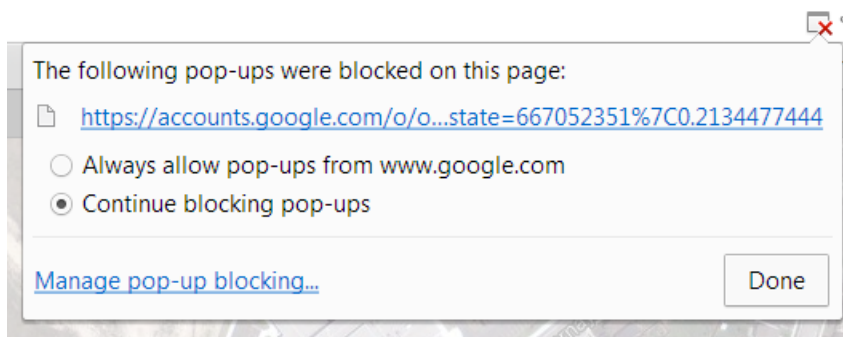 The following pop-ups were blocked on this page:
https://accounts.google.com/o/o...state=667052351%7C0.2134477444
Always allow pop-ups from www.google.com
Continue blocking pop-ups
Manage pop-up blocking...
Done